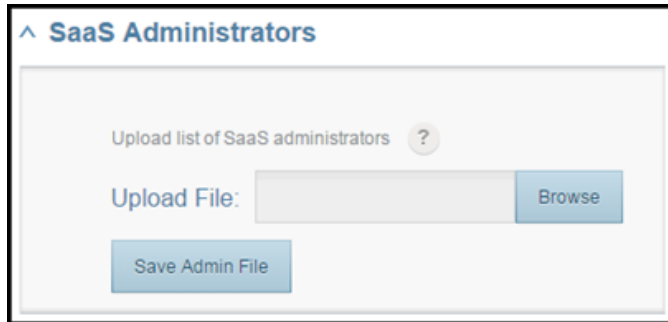 SaaS Administrators
Upload list of SaaS administrators ?
Upload File: Browse
Save Admin File